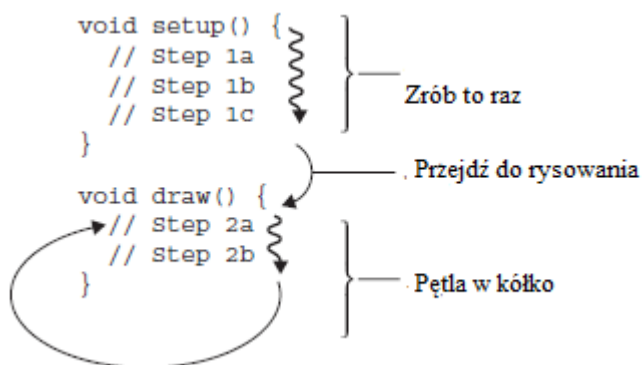 void setup() {
// Step 1a
// Step 1b
// Step 1c
}
Zrób to raz
. Przejdź do rysowania
void draw() {
// Step 2a
// Step 2b
}
Pętla w kółko